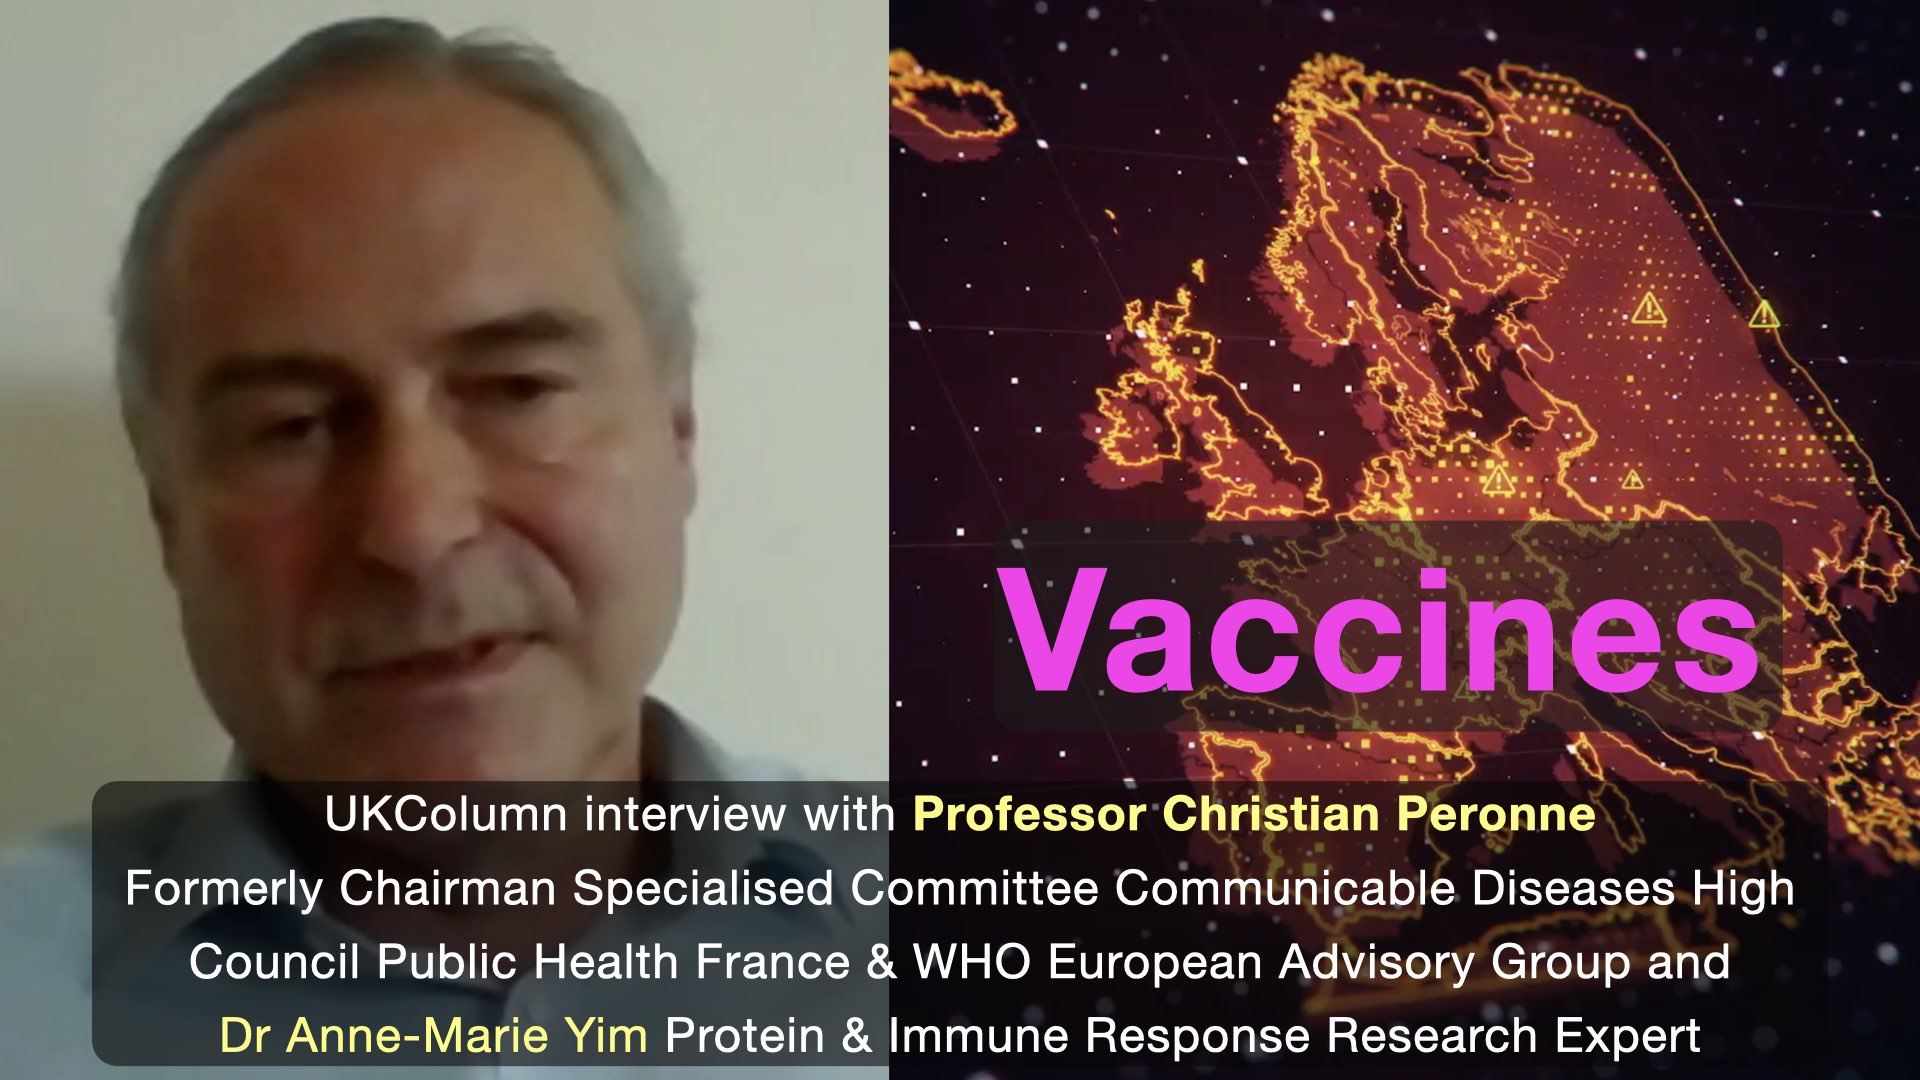 Vaccines
UKColumn interview with Professor Christian Peronne
Formerly Chairman Specialised Committee Communicable Diseases High
Council Public Health France & WHO European Advisory Group and
Dr Anne-Marie Yim Protein & Immune Response Research Expert